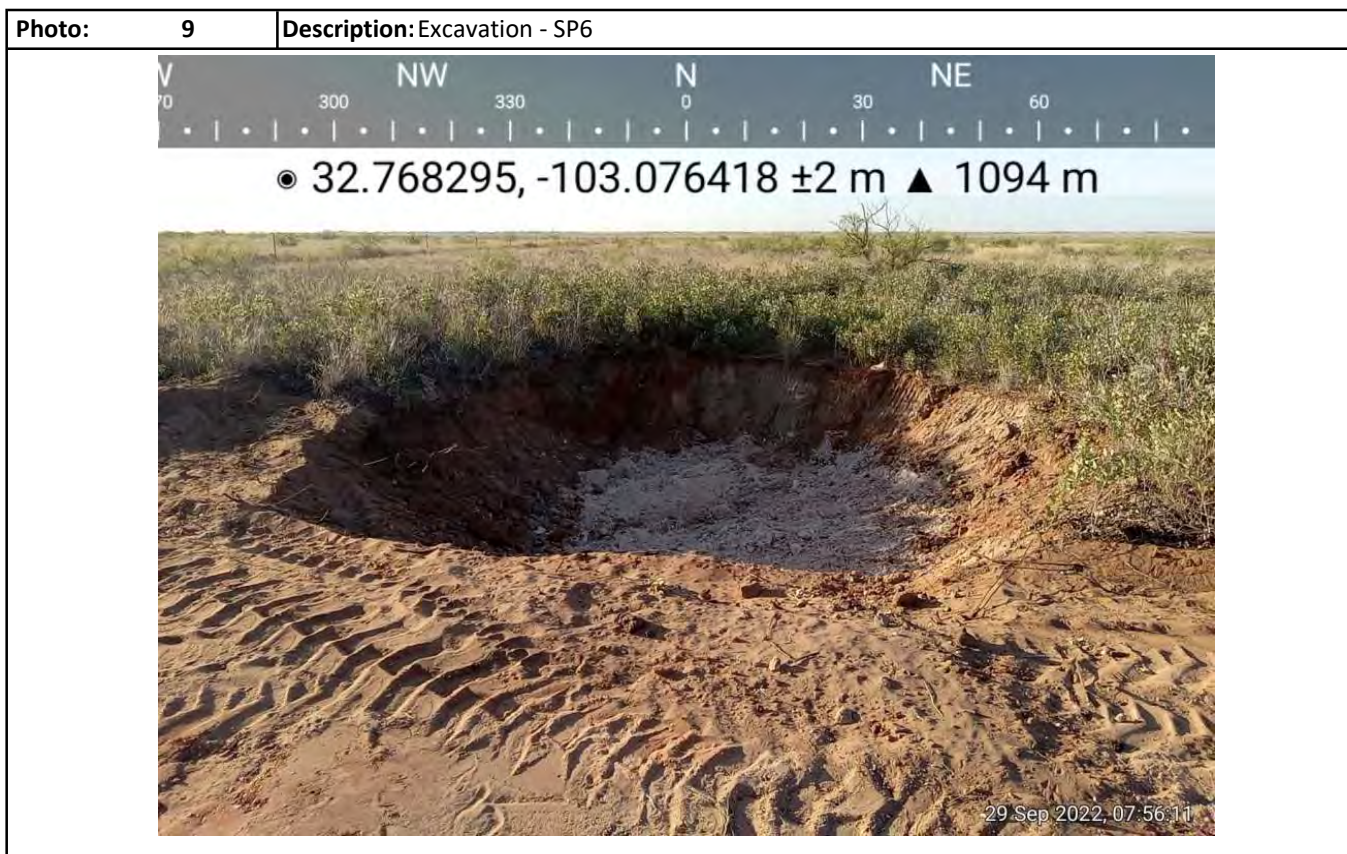 Photo: 9 Description: Excavation - SP6
NW N NE
300 330 0 30 60
◉ 32.768295, -103.076418 ±2 m ▲ 1094 m
29 Sep 2022, 07:56:11